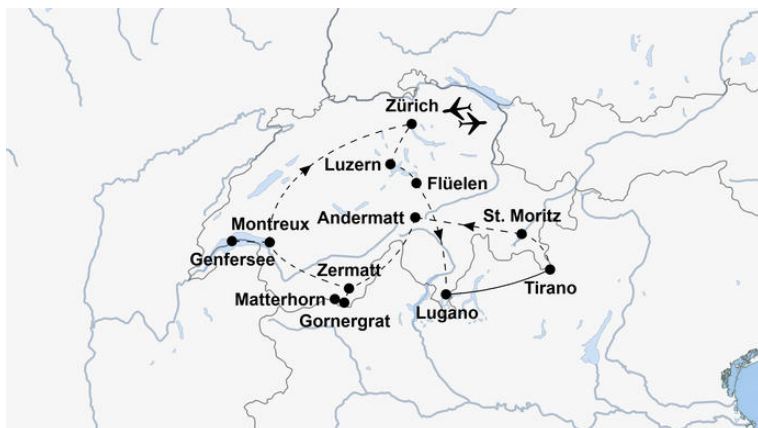 Zürich
Luzern
Flüelen
Andermatt
St. Moritz
Montreux
Genfersee
Zermatt
Tirano
Matterhorn
Lugano
Gornergrat